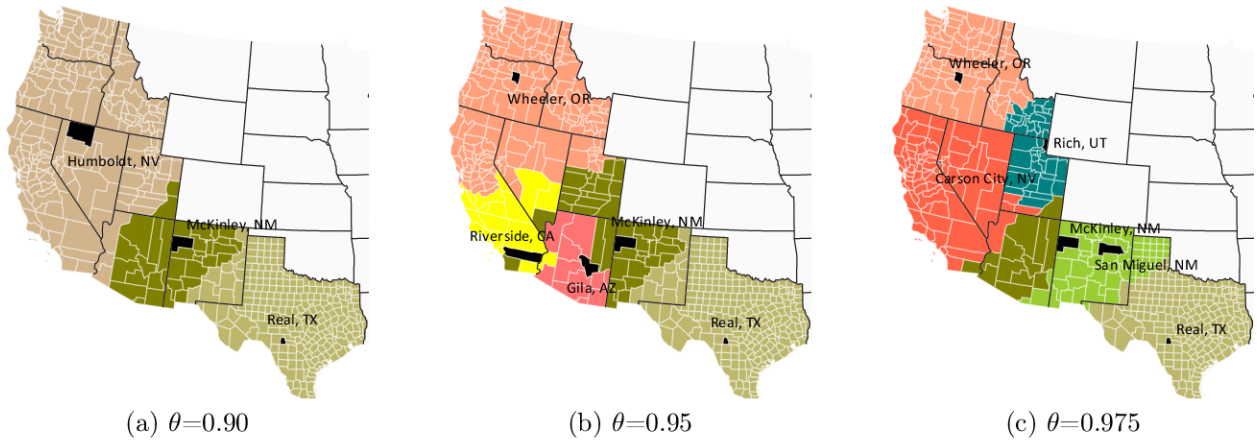 Humboldt, NV
McKinley, NM
Real, TX
(a) θ=0.90
Wheeler, OR
McKinley, NM
Riverside, CA
Gila, AZ
Real, TX
(b) θ=0.95
Wheeler, OR
Rich, UT
Carson City, NV
McKinley, NM
San Miguel, NM
Real, TX
(c) θ=0.975